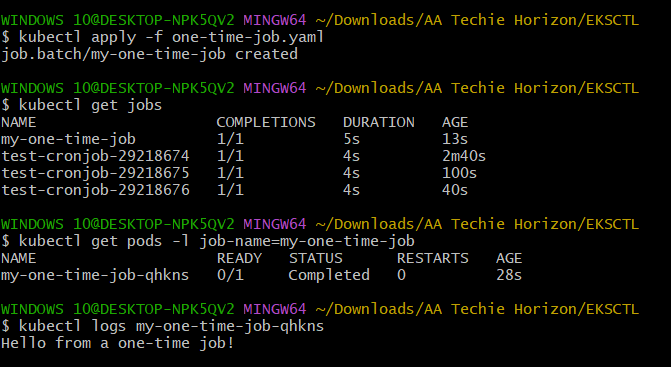 WINDOWS 10@DESKTOP-NPK5QV2 MINGW64 ~/Downloads/AA Techie Horizon/EKSCTL
$ kubectl apply -f one-time-job.yaml
job.batch/my-one-time-job created
WINDOWS 10@DESKTOP-NPK5QV2 MINGW64 ~/Downloads/AA Techie Horizon/EKSCTL
$ kubectl get jobs
NAME                    COMPLETIONS   DURATION   AGE
my-one-time-job         1/1           5s         13s
test-cronjob-29218674   1/1           4s         2m40s
test-cronjob-29218675   1/1           4s         100s
test-cronjob-29218676   1/1           4s         40s
WINDOWS 10@DESKTOP-NPK5QV2 MINGW64 ~/Downloads/AA Techie Horizon/EKSCTL
$ kubectl get pods -l job-name=my-one-time-job
NAME                    READY   STATUS      RESTARTS   AGE
my-one-time-job-qhkns   0/1     Completed   0          28s
WINDOWS 10@DESKTOP-NPK5QV2 MINGW64 ~/Downloads/AA Techie Horizon/EKSCTL
$ kubectl logs my-one-time-job-qhkns
Hello from a one-time job!